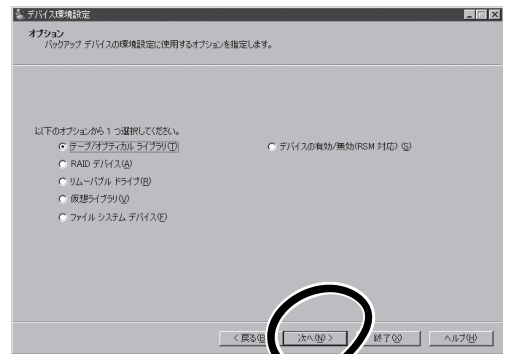 デバイス環境設定
オプション
バックアップ デバイスの環境設定に使用するオプションを指定します。
以下のオプションから 1 つ選択してください。
テープ/オプティカル ライブラリ(T)
デバイスの有効/無効(RSM 対応) (S)
RAID デバイス(A)
リムーバブル ドライブ(R)
仮想ライブラリ(V)
ファイル システム デバイス(F)
< 戻る(B
次へ(N) >
終了(X)
ヘルプ(H)